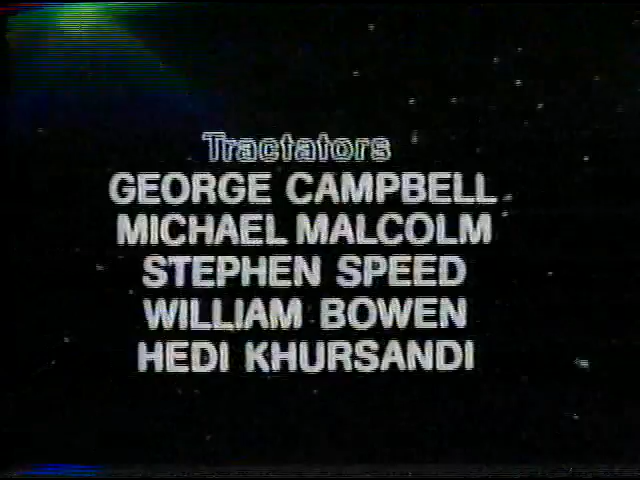 Tractators
GEORGE CAMPBELL
MICHAEL MALCOLM
STEPHEN SPEED
WILLIAM BOWEN
HEDI KHURSANDI